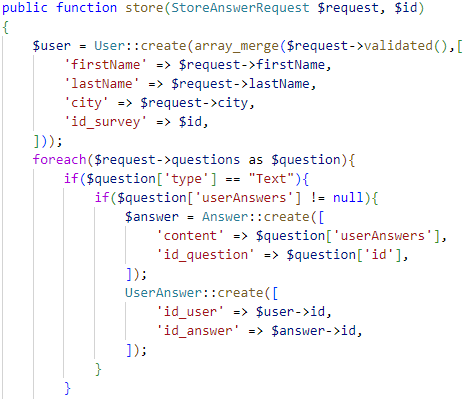 public function store(StoreAnswerRequest $request, $id)
{
    $user = User::create(array_merge($request->validated(),[
        'firstName' => $request->firstName,
        'lastName' => $request->lastName,
        'city' => $request->city,
        'id_survey' => $id,
    ]));
    foreach($request->questions as $question){
        if($question['type'] == "Text"){
            if($question['userAnswers'] != null){
                $answer = Answer::create([
                    'content' => $question['userAnswers'],
                    'id_question' => $question['id'],
                ]);
                UserAnswer::create([
                    'id_user' => $user->id,
                    'id_answer' => $answer->id,
                ]);
            }
        }